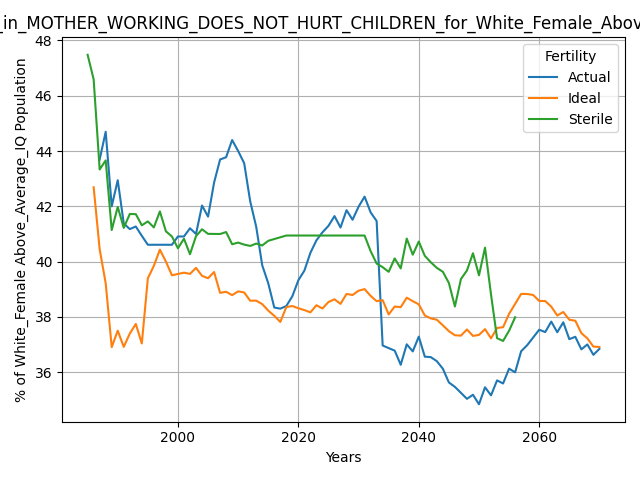 _in_MOTHER_WORKING_DOES_NOT_HURT_CHILDREN_for_White_Female_Above
% of White_Female Above_Average_IQ Population
48
46
44
42
40
38
36
2000
2020
2040
2060
Years
Fertility
Actual
Ideal
Sterile